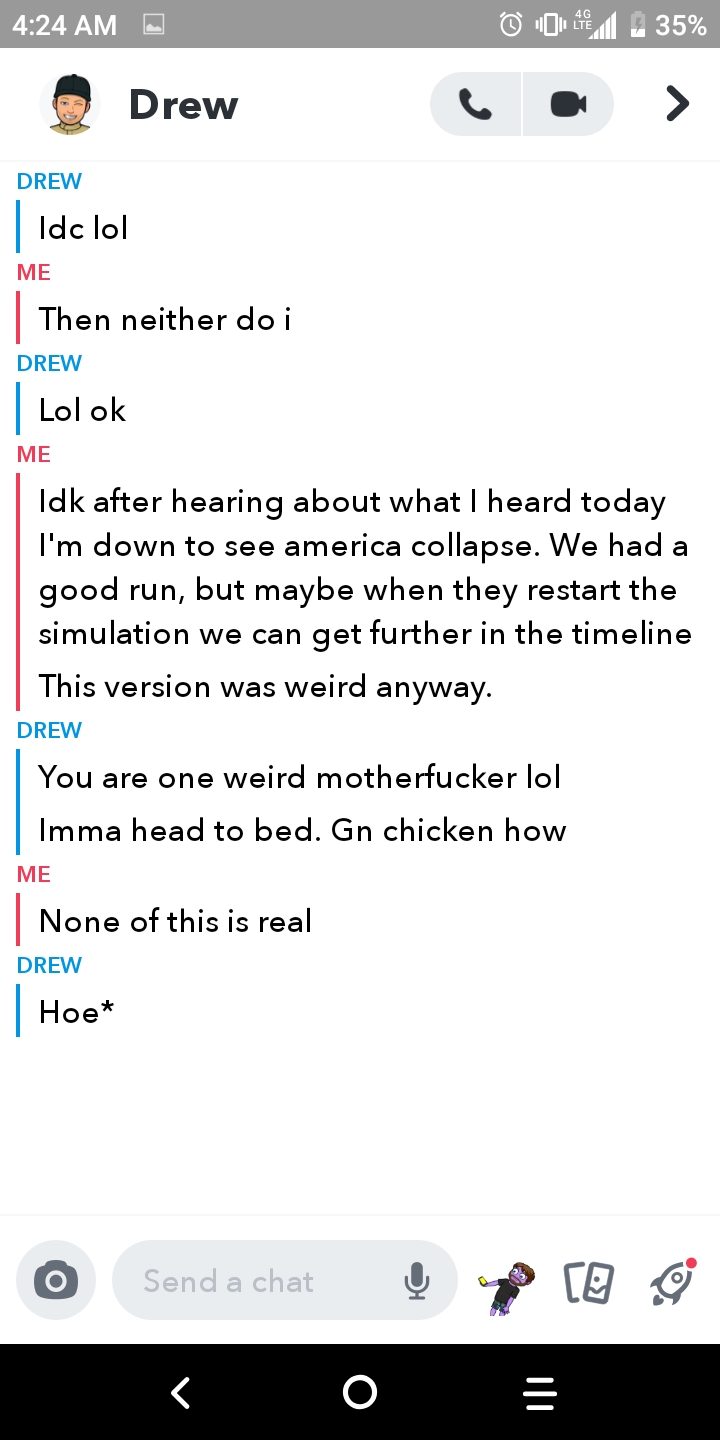 4:24 AM 4G LTE 35%
Drew
DREW
Idc lol
ME
Then neither do i
DREW
Lol ok
ME
Idk after hearing about what I heard today
I'm down to see america collapse. We had a
good run, but maybe when they restart the
simulation we can get further in the timeline
This version was weird anyway.
DREW
You are one weird motherfucker lol
Imma head to bed. Gn chicken how
ME
None of this is real
DREW
Hoe*
Send a chat